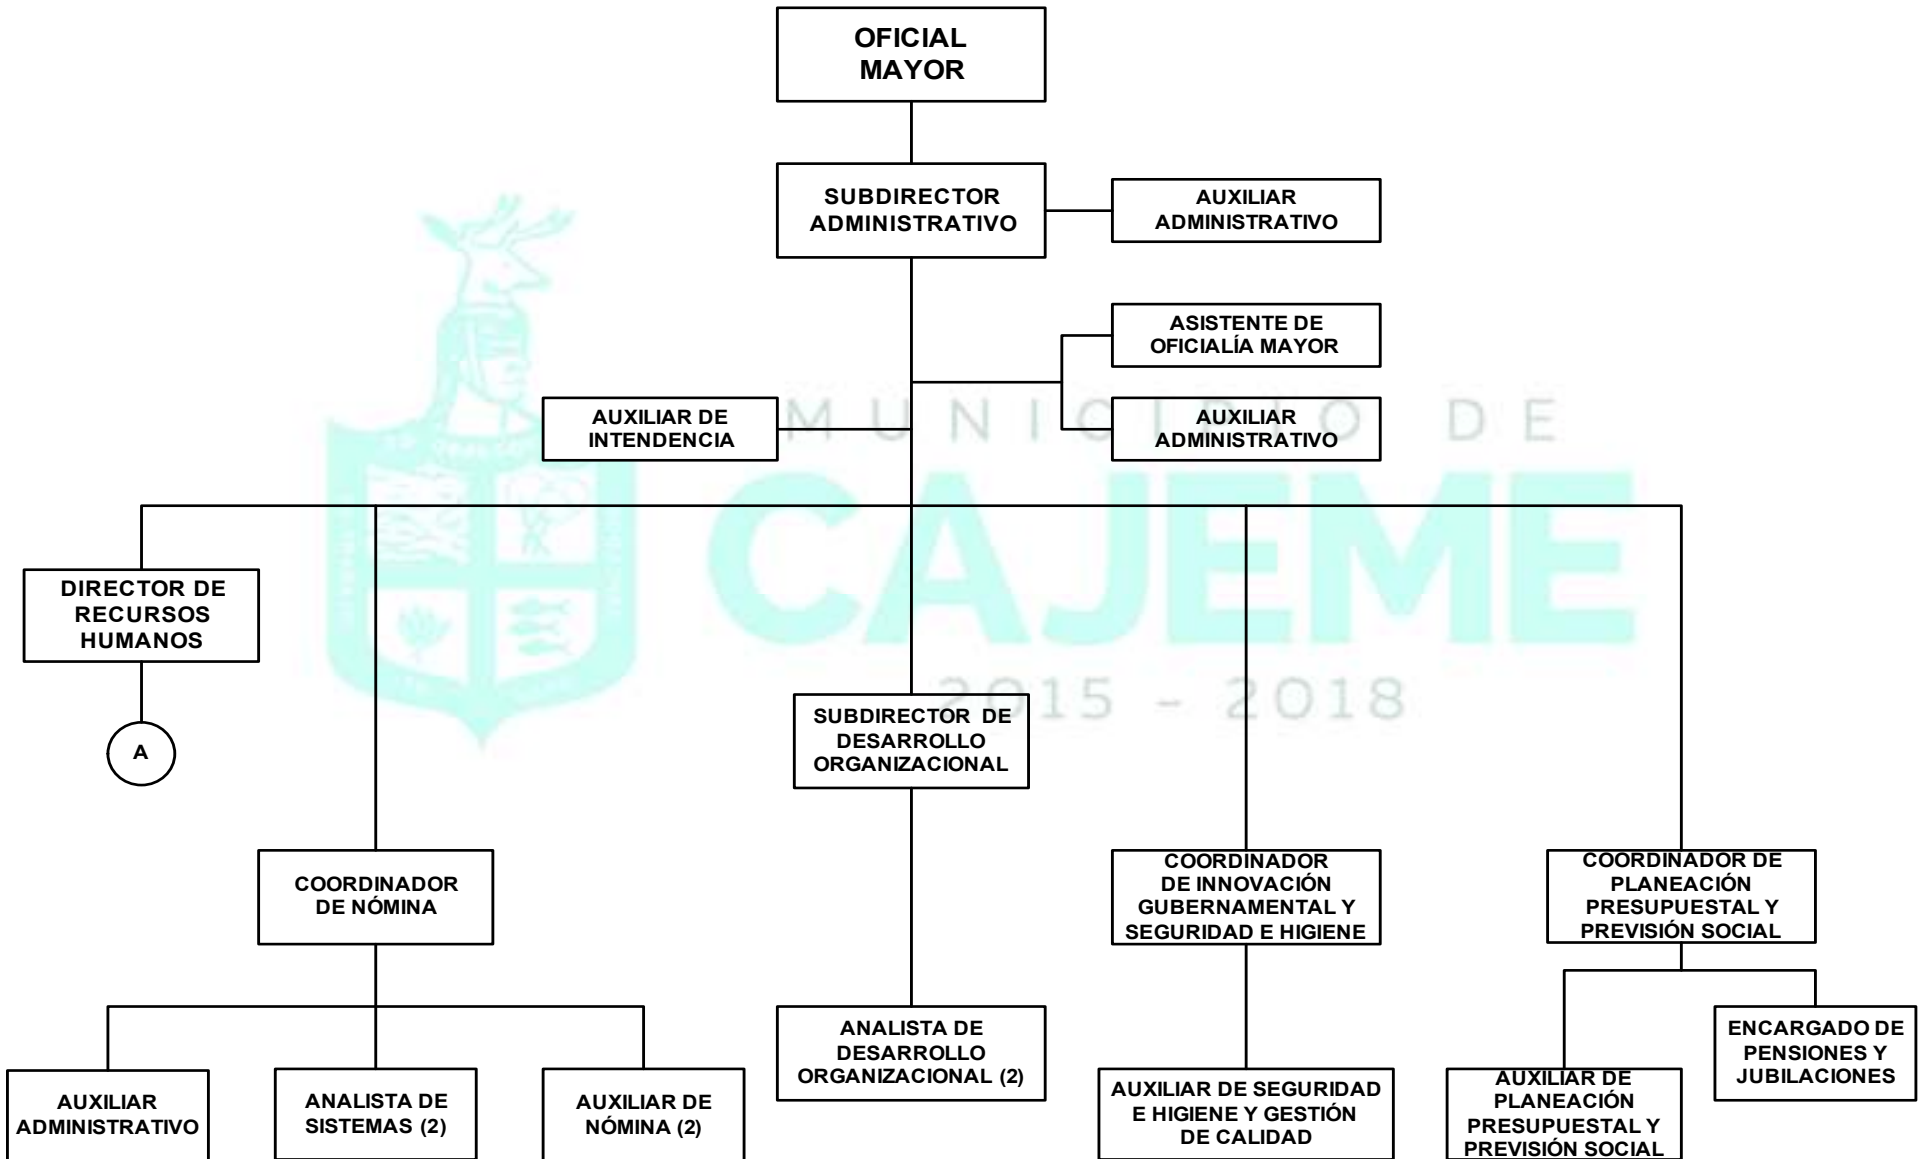 OFICIAL
MAYOR
SUBDIRECTOR
ADMINISTRATIVO
AUXILIAR
ADMINISTRATIVO
ASISTENTE DE
OFICIALÍA MAYOR
AUXILIAR DE
INTENDENCIA
AUXILIAR
ADMINISTRATIVO
MUNICIPIO DE
CAJEME
2015 - 2018
DIRECTOR DE
RECURSOS
HUMANOS
A
SUBDIRECTOR DE
DESARROLLO
ORGANIZACIONAL
COORDINADOR
DE NÓMINA
COORDINADOR
DE INNOVACIÓN
GUBERNAMENTAL Y
SEGURIDAD E HIGIENE
COORDINADOR DE
PLANEACIÓN
PRESUPUESTAL Y
PREVISIÓN SOCIAL
AUXILIAR
ADMINISTRATIVO
ANALISTA DE
SISTEMAS (2)
AUXILIAR DE
NÓMINA (2)
ANALISTA DE
DESARROLLO
ORGANIZACIONAL (2)
AUXILIAR DE SEGURIDAD
E HIGIENE Y GESTIÓN
DE CALIDAD
AUXILIAR DE
PLANEACIÓN
PRESUPUESTAL Y
PREVISIÓN SOCIAL
ENCARGADO DE
PENSIONES Y
JUBILACIONES